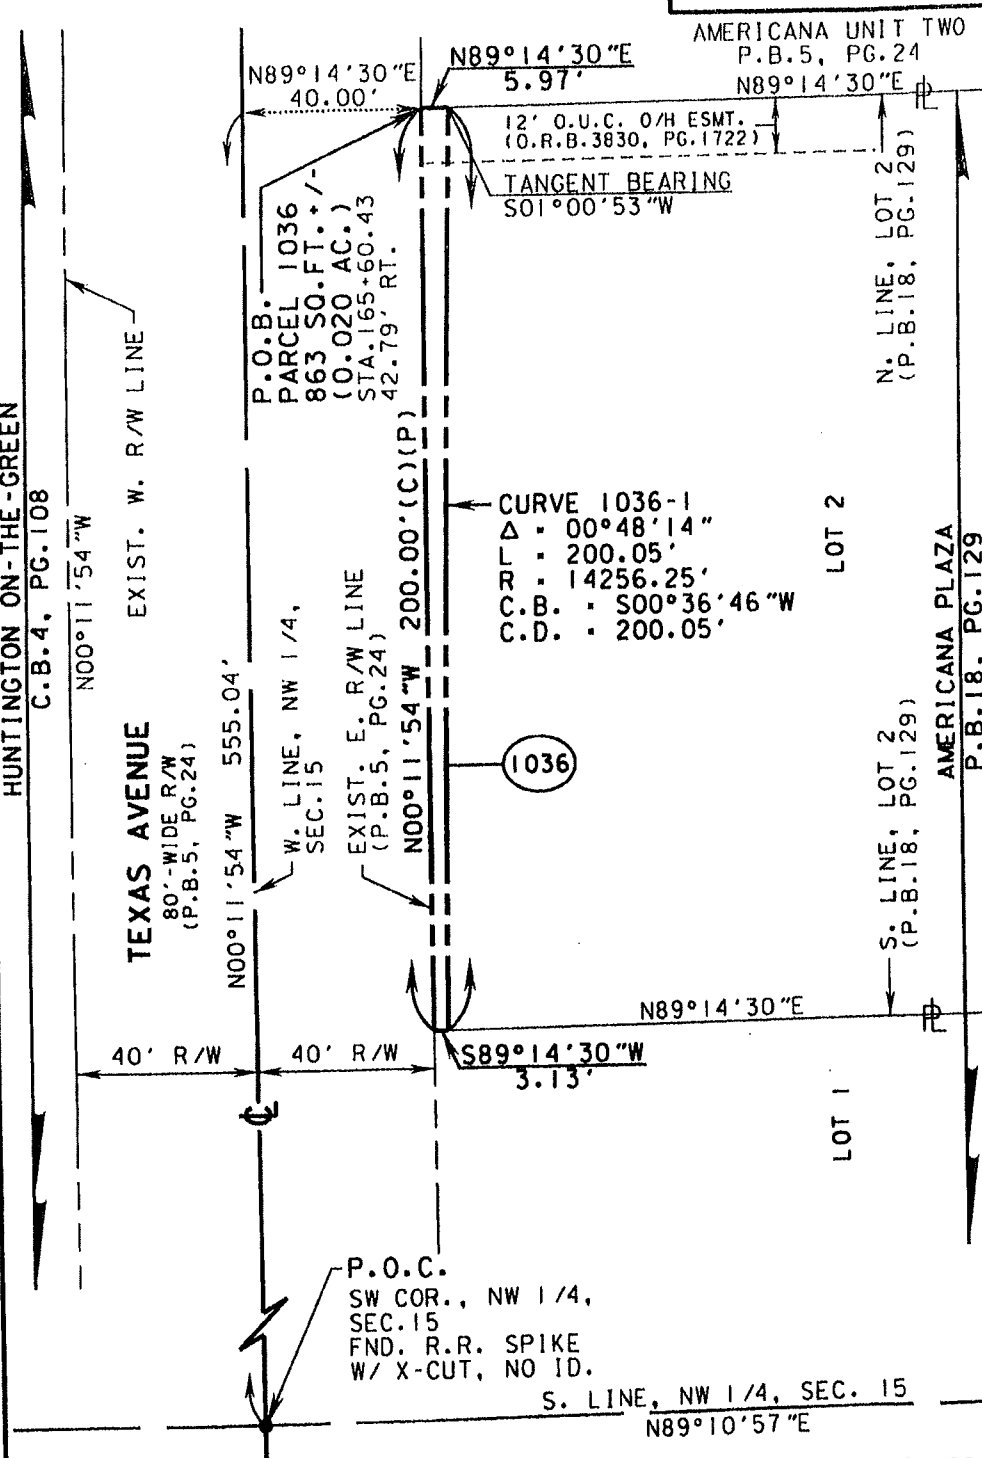 AMERICANA UNIT TWO
P.B.5, PG.24
N89°14'30"E
N89°14'30"E
5.97'
N89°14'30"E
40.00'
12' O.U.C. O/H ESMT.
(O.R.B.3830, PG.1722)
TANGENT BEARING
S01°00'53"W
P.O.B.
PARCEL 1036
863 SQ.FT.+/-
(0.020 AC.)
STA.165+60.43
42.79' RT.
N. LINE, LOT 2
(P.B.18, PG.129)
HUNTINGTON ON-THE-GREEN
C.B.4, PG.108
N00°11'54"W
EXIST. W. R/W LINE
TEXAS AVENUE
80'-WIDE R/W
(P.B.5, PG.24)
N00°11'54"W 555.04'
W. LINE, NW 1/4,
SEC.15
EXIST. E. R/W LINE
(P.B.5, PG.24)
N00°11'54"W 200.00'(C)(P)
CURVE 1036-1
Δ = 00°48'14"
L = 200.05'
R = 14256.25'
C.B. = S00°36'46"W
C.D. = 200.05'
1036
LOT 2
AMERICANA PLAZA
P.B.18, PG.129
S. LINE, LOT 2
(P.B.18, PG.129)
N89°14'30"E
S89°14'30"W
3.13'
40' R/W
40' R/W
LOT 1
P.O.C.
SW COR., NW 1/4,
SEC.15
FND. R.R. SPIKE
W/ X-CUT, NO ID.
S. LINE, NW 1/4, SEC. 15
N89°10'57"E